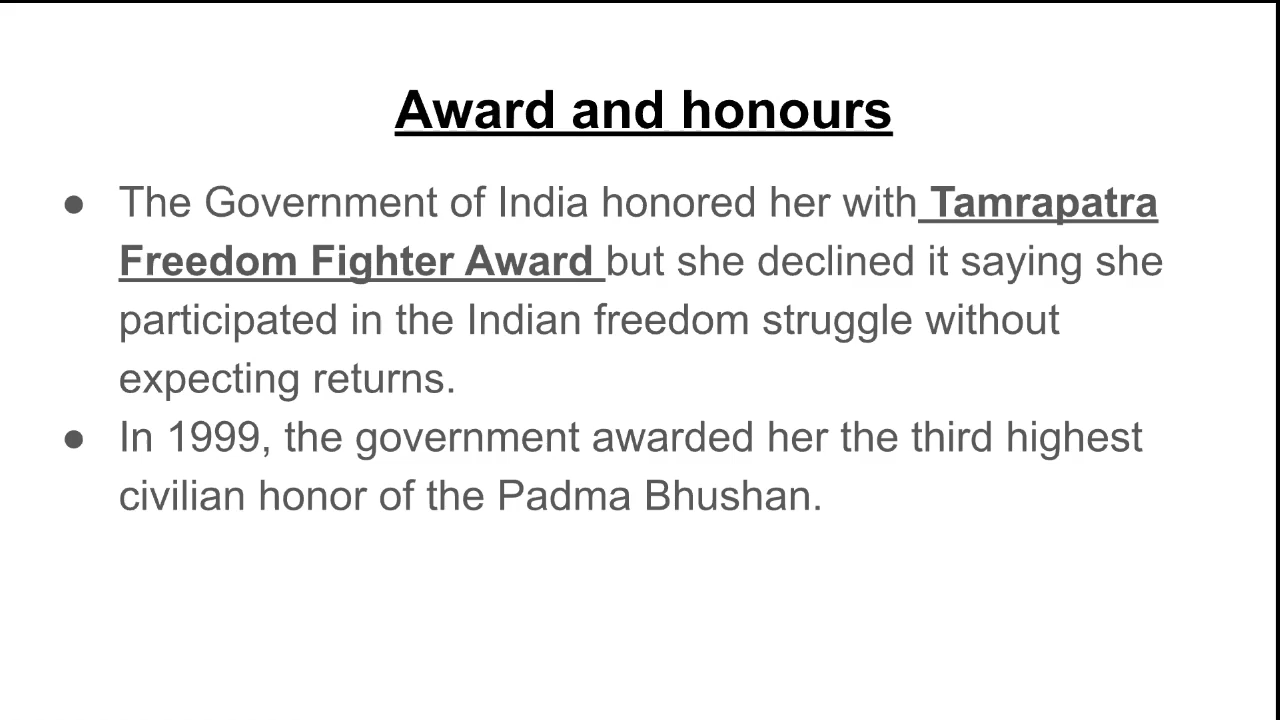 Award and honours
● The Government of India honored her with Tamrapatra
Freedom Fighter Award but she declined it saying she
participated in the Indian freedom struggle without
expecting returns.
● In 1999, the government awarded her the third highest
civilian honor of the Padma Bhushan.